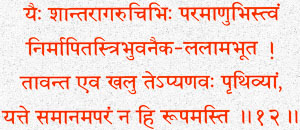 यैः शान्तरागरुचिभिः परमाणुभिस्त्वं
निर्मापितस्त्रिभुवनैक-ललामभूत !
तावन्त एव खलु तेऽप्यणवः पृथिव्यां,
यत्ते समानमपरं न हि रूपमस्ति ॥१२॥